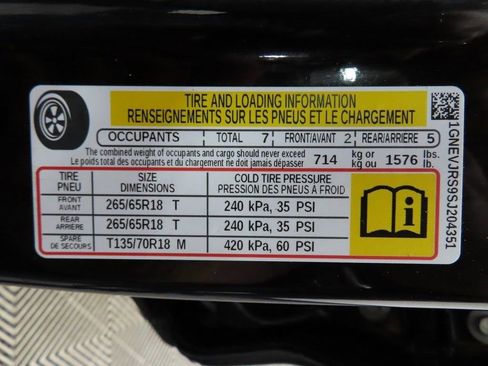 TIRE AND LOADING INFORMATION
RENSEIGNEMENTS SUR LES PNEUS ET LE CHARGEMENT
OCCUPANTS TOTAL 7 FRONT/AVANT 2 REAR/ARRIÈRE 5
The combined weight of occupants and cargo should never exceed
Le poids total des occupants et du chargement ne doit jamais dépasser 714 kg or kg ou 1576 lbs. lb.
TIRE PNEU SIZE DIMENSIONS COLD TIRE PRESSURE PRESSION DES PNEUS A FROID
FRONT AVANT 265/65R18 T 240 kPa, 35 PSI
REAR ARRIÈRE 265/65R18 T 240 kPa, 35 PSI
SPARE DE SECOURS T135/70R18 M 420 kPa, 60 PSI
1GNEVJRS9SJ204351